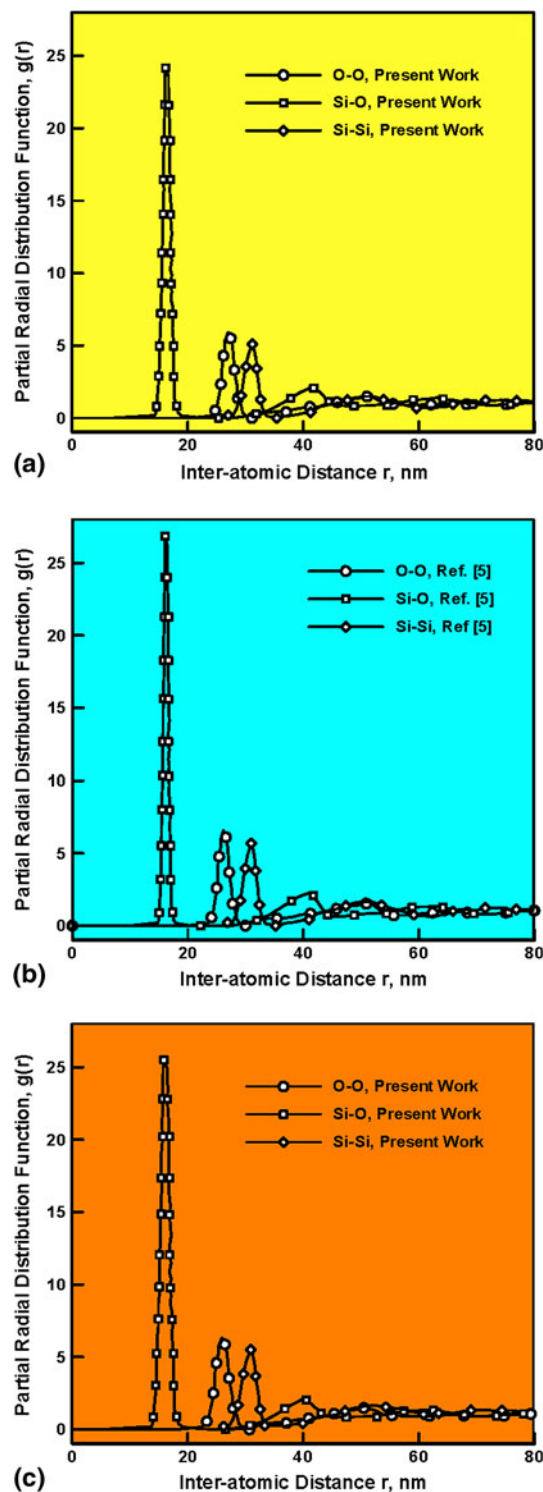 Partial Radial Distribution Function, g(r)
25
20
15
10
5
0
O-O, Present Work
Si-O, Present Work
Si-Si, Present Work
0 20 40 60 80
(a)
Inter-atomic Distance r, nm
Partial Radial Distribution Function, g(r)
25
20
15
10
5
0
O-O, Ref. [5]
Si-O, Ref. [5]
Si-Si, Ref [5]
0 20 40 60 80
(b)
Inter-atomic Distance r, nm
Partial Radial Distribution Function, g(r)
25
20
15
10
5
0
O-O, Present Work
Si-O, Present Work
Si-Si, Present Work
0 20 40 60 80
(c)
Inter-atomic Distance r, nm